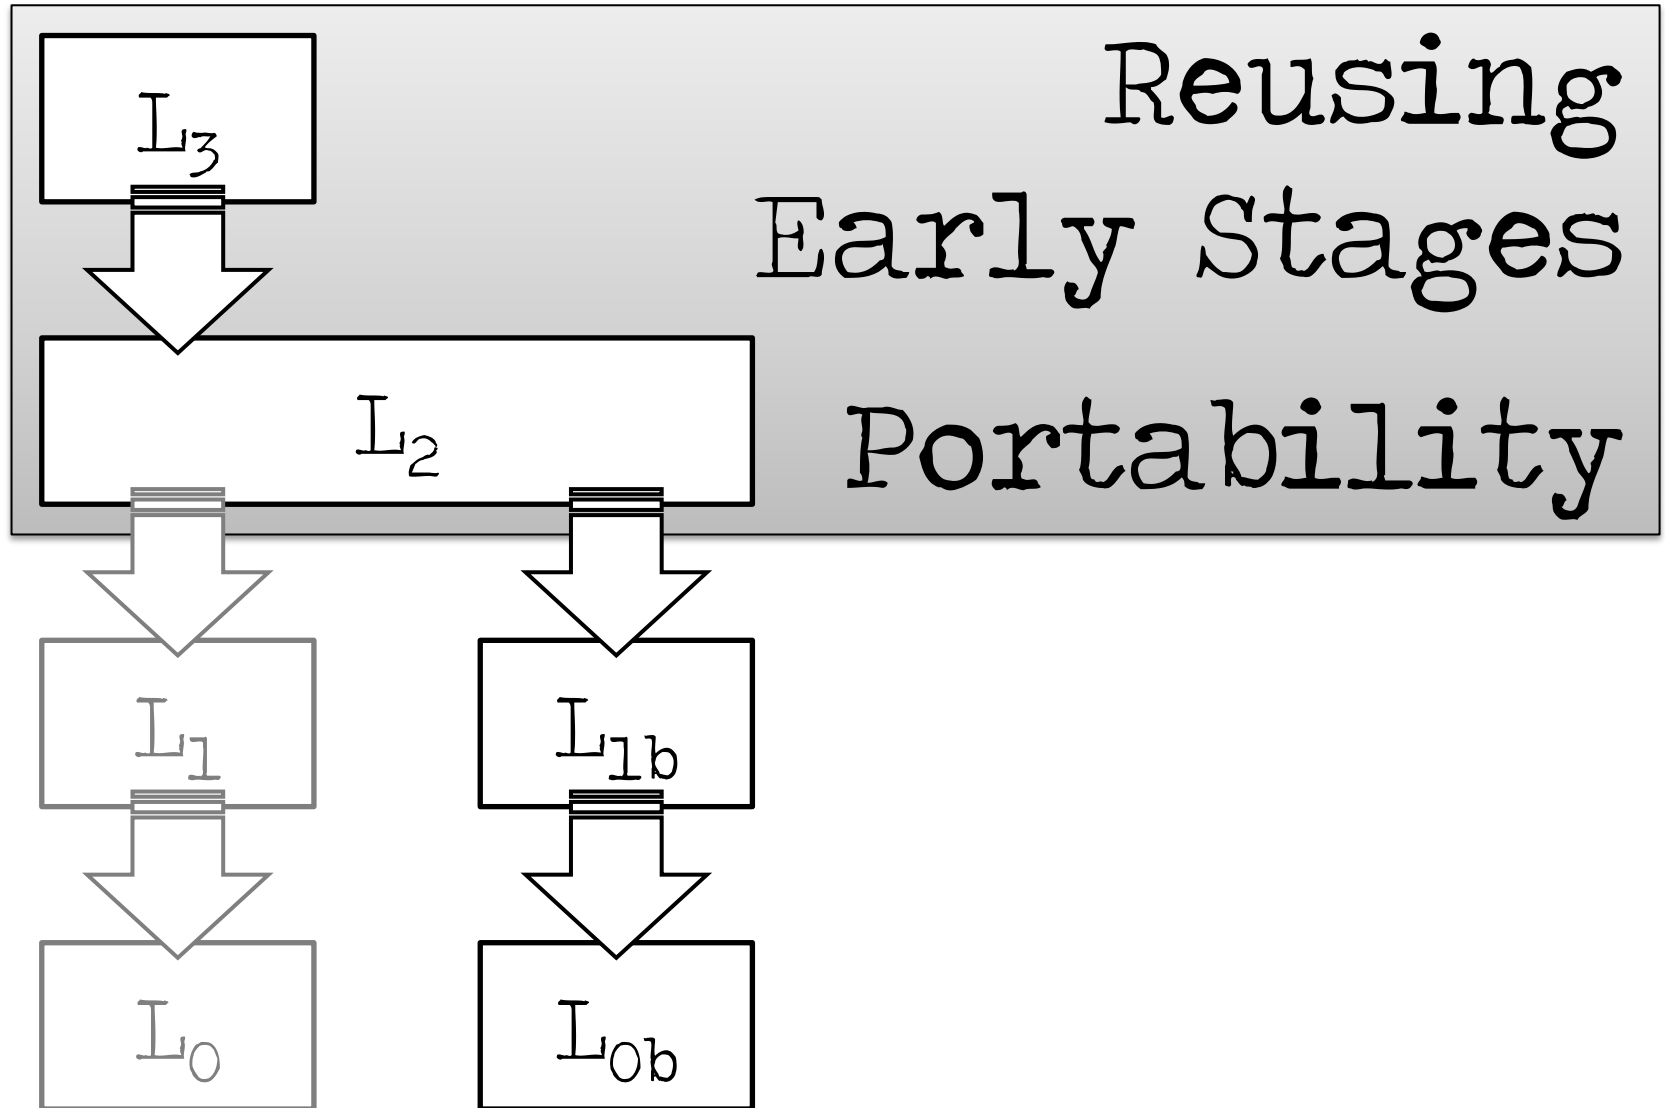 Reusing
Early Stages
Portability
L₃
L₂
L₁ L₁b
L₀ L₀b